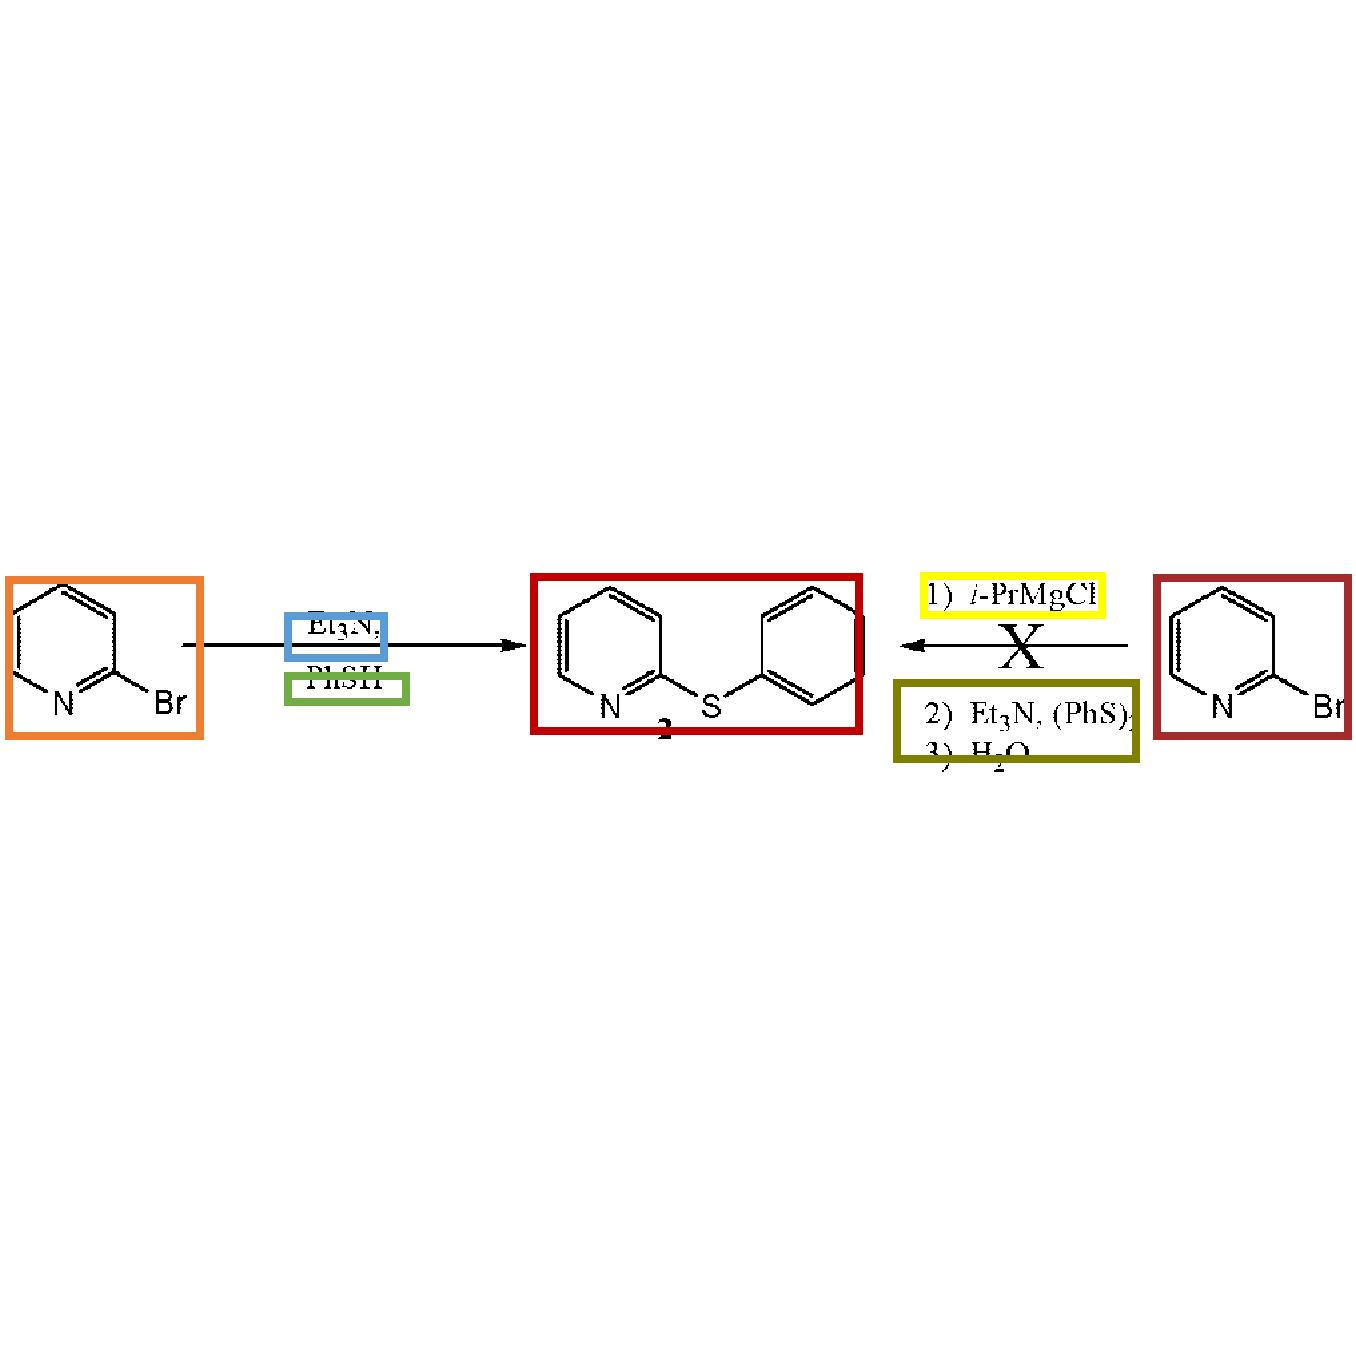 N
Br
Et₃N,
PhSH
N
S
2
1) i-PrMgCl
X
2) Et₃N, (PhS)₂
3) H₂O
N
Br